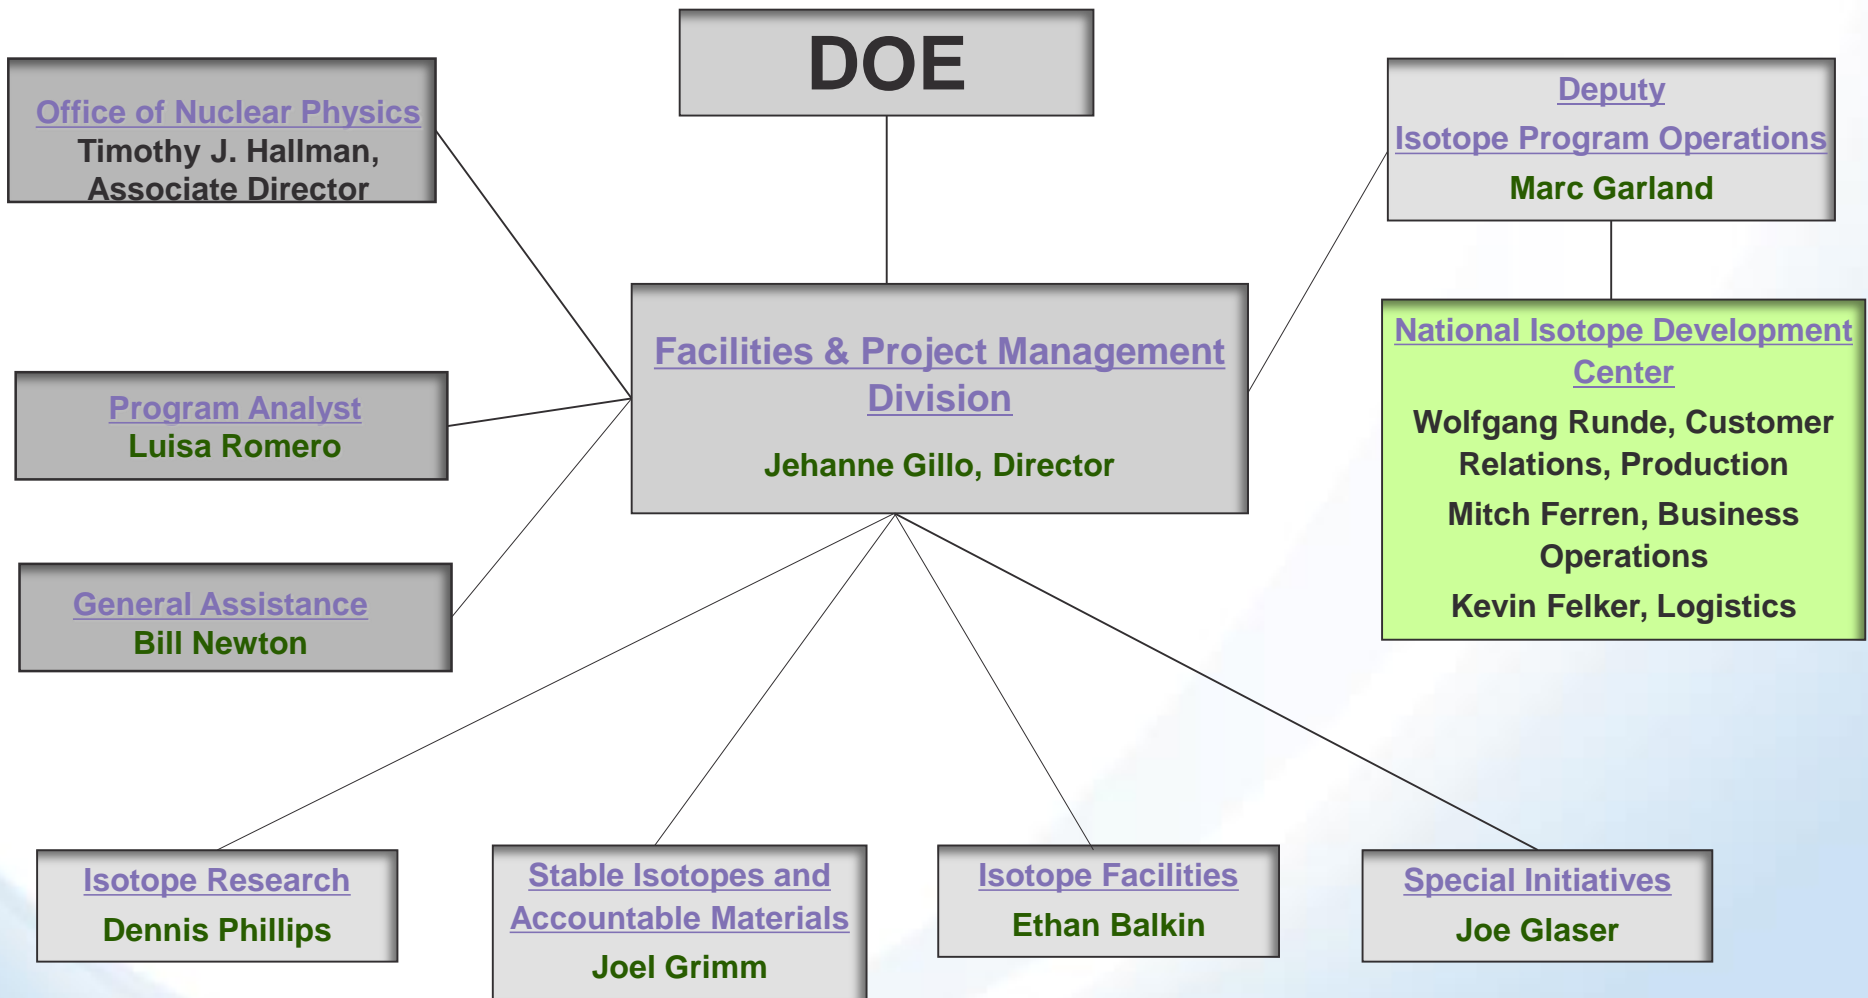 DOE
Office of Nuclear Physics
Timothy J. Hallman,
Associate Director
Deputy
Isotope Program Operations
Marc Garland
Facilities & Project Management
Division
Jehanne Gillo, Director
National Isotope Development
Center
Wolfgang Runde, Customer
Relations, Production
Mitch Ferren, Business
Operations
Kevin Felker, Logistics
Program Analyst
Luisa Romero
General Assistance
Bill Newton
Isotope Research
Dennis Phillips
Stable Isotopes and
Accountable Materials
Joel Grimm
Isotope Facilities
Ethan Balkin
Special Initiatives
Joe Glaser